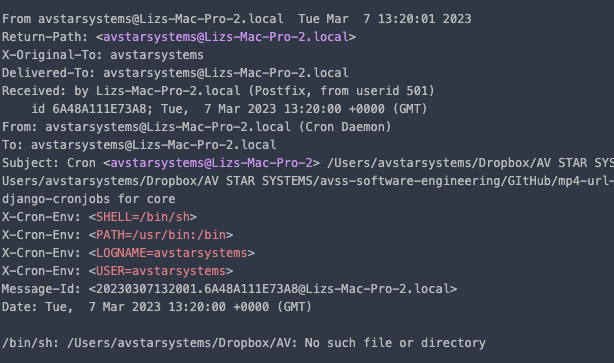 From avstarsystems@Lizs-Mac-Pro-2.local  Tue Mar  7 13:20:01 2023
Return-Path: <avstarsystems@Lizs-Mac-Pro-2.local>
X-Original-To: avstarsystems
Delivered-To: avstarsystems@Lizs-Mac-Pro-2.local
Received: by Lizs-Mac-Pro-2.local (Postfix, from userid 501)
    id 6A48A111E73A8; Tue,  7 Mar 2023 13:20:00 +0000 (GMT)
From: avstarsystems@Lizs-Mac-Pro-2.local (Cron Daemon)
To: avstarsystems@Lizs-Mac-Pro-2.local
Subject: Cron <avstarsystems@Lizs-Mac-Pro-2> /Users/avstarsystems/Dropbox/AV STAR SYS
Users/avstarsystems/Dropbox/AV STAR SYSTEMS/avss-software-engineering/GItHub/mp4-url-
django-cronjobs for core
X-Cron-Env: <SHELL=/bin/sh>
X-Cron-Env: <PATH=/usr/bin:/bin>
X-Cron-Env: <LOGNAME=avstarsystems>
X-Cron-Env: <USER=avstarsystems>
Message-Id: <20230307132001.6A48A111E73A8@Lizs-Mac-Pro-2.local>
Date: Tue,  7 Mar 2023 13:20:00 +0000 (GMT)

/bin/sh: /Users/avstarsystems/Dropbox/AV: No such file or directory